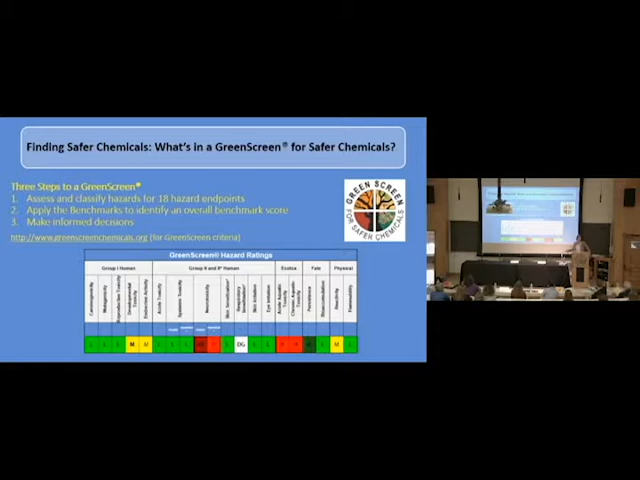 Finding Safer Chemicals: What's in a GreenScreen® for Safer Chemicals?
Three Steps to a GreenScreen®
1. Assess and classify hazards for 18 hazard endpoints
2. Apply the Benchmarks to identify an overall benchmark score
3. Make informed decisions
http://www.greenscreenchemicals.org (for GreenScreen criteria)
GREEN SCREEN
FOR SAFER CHEMICALS
GreenScreen® Hazard Ratings
Group I Human
Group II and II* Human
Ecotox
Fate
Physical
Carcinogenicity
Mutagenicity
Reproductive Toxicity
Developmental Toxicity
Endocrine Activity
Acute Toxicity
Systemic Toxicity
Neurotoxicity
Skin Sensitization*
Respiratory Sensitization*
Skin Irritation
Eye Irritation
Acute Aquatic Toxicity
Chronic Aquatic Toxicity
Persistence
Bioaccumulation
Reactivity
Flammability
M
M
DG
M